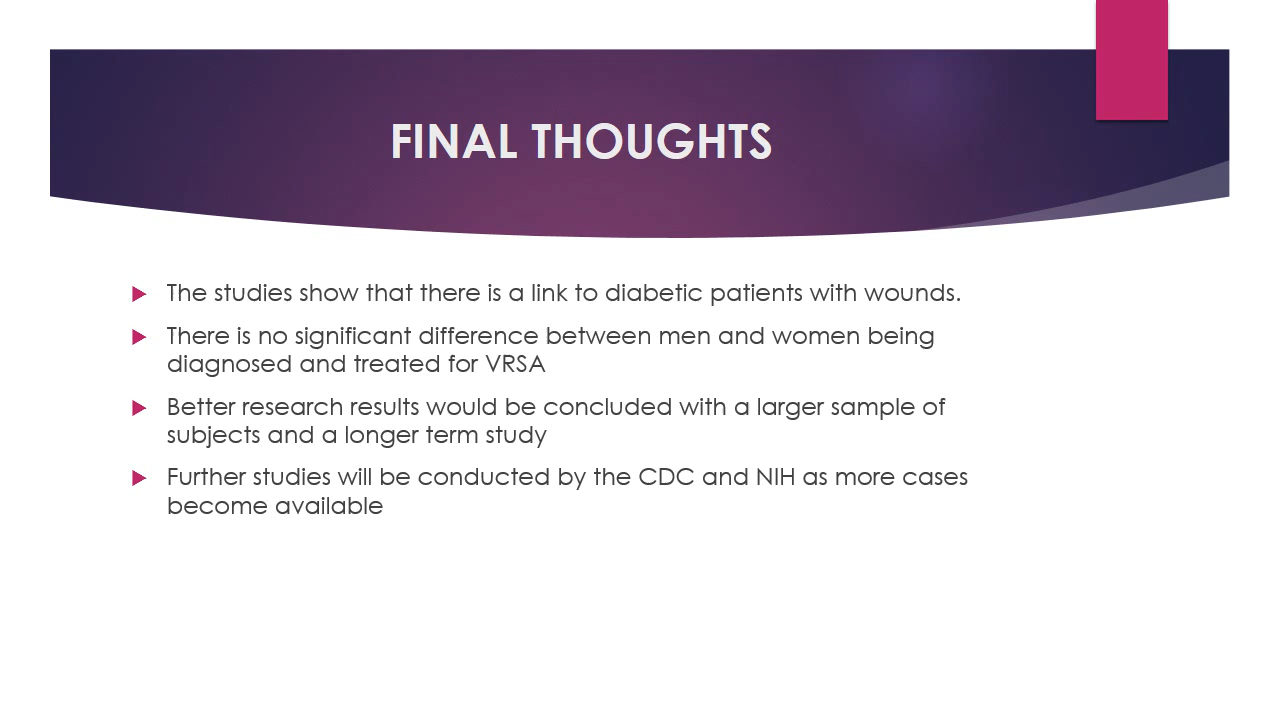 FINAL THOUGHTS
The studies show that there is a link to diabetic patients with wounds.
There is no significant difference between men and women being
diagnosed and treated for VRSA
Better research results would be concluded with a larger sample of
subjects and a longer term study
Further studies will be conducted by the CDC and NIH as more cases
become available